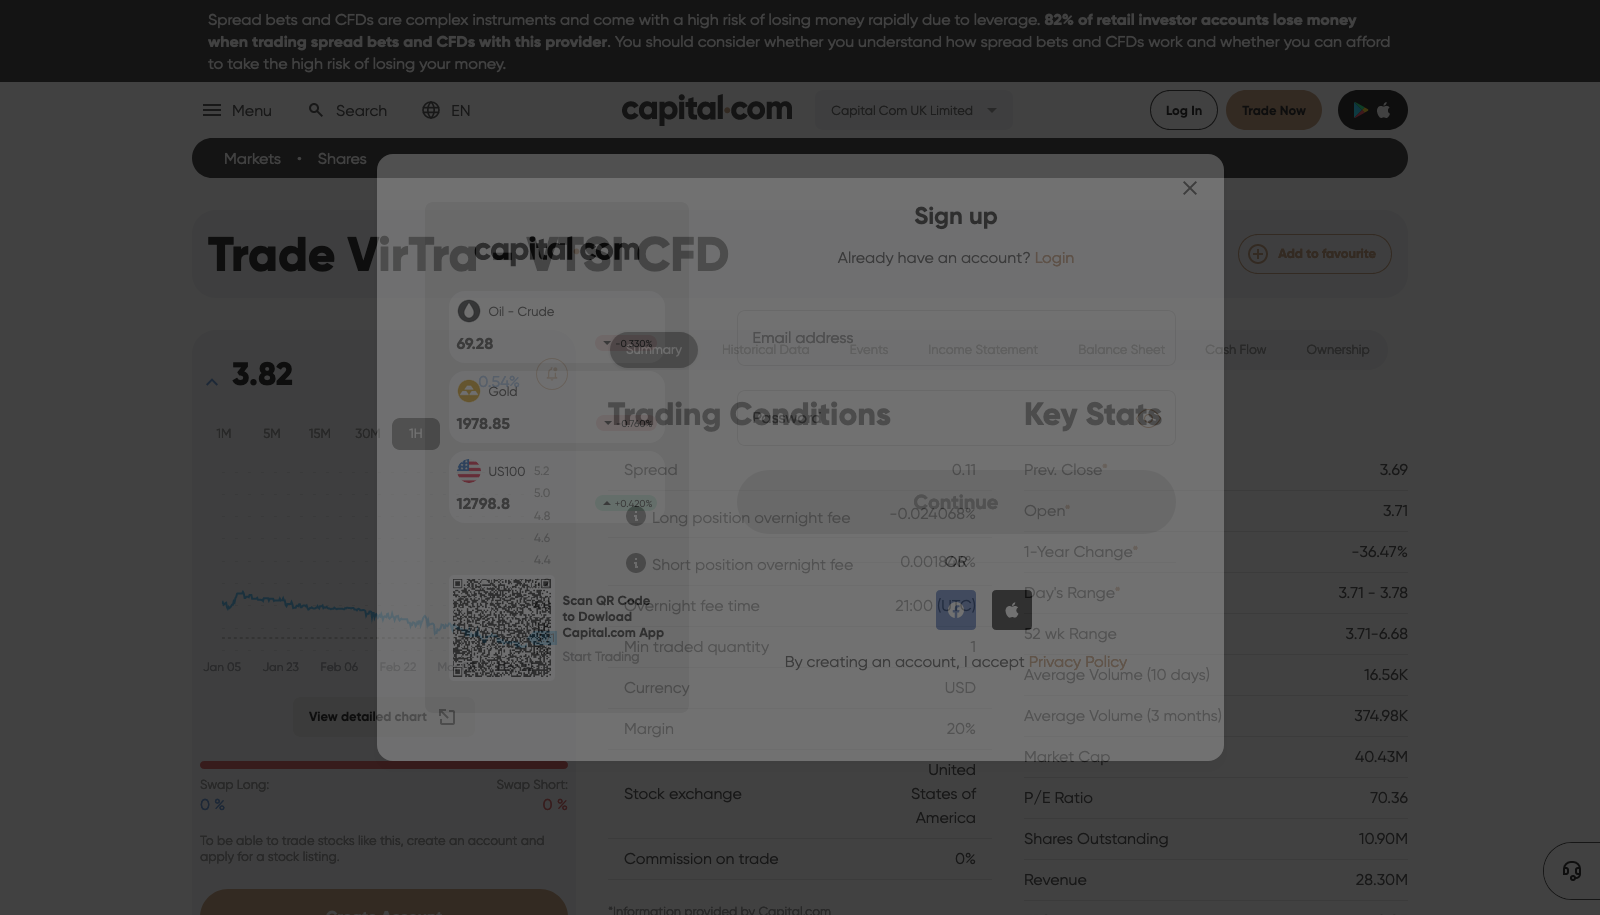 Spread bets and CFDs are complex instruments and come with a high risk of losing money rapidly due to leverage. 82% of retail investor accounts lose money
when trading spread bets and CFDs with this provider. You should consider whether you understand how spread bets and CFDs work and whether you can afford
to take the high risk of losing your money.
Menu
Search
EN
capital.com
Capital Com UK Limited
Log In
Trade Now
Markets • Shares
Trade VirTra - VTSI CFD
Add to favourite
3.82
0.54%
1M 5M 15M 30M 1H
5.2
5.0
4.8
4.6
4.4
Jan 05 Jan 23 Feb 06 Feb 22
View detailed chart
Swap Long:
0 %
Swap Short:
0 %
To be able to trade stocks like this, create an account and
apply for a stock listing.
Create Account
Summary Historical Data Events Income Statement Balance Sheet Cash Flow Ownership
Trading Conditions
Spread 0.11
Long position overnight fee -0.024068%
Short position overnight fee
Overnight fee time 21:00 (UTC)
Min traded quantity 1
Currency USD
Margin 20%
Stock exchange United
States of
America
Commission on trade 0%
*Information provided by Capital.com
Key Stats
Prev. Close* 3.69
Open* 3.71
1-Year Change* -36.47%
Day's Range* 3.71 - 3.78
52 wk Range 3.71-6.68
Average Volume (10 days) 16.56K
Average Volume (3 months) 374.98K
Market Cap 40.43M
P/E Ratio 70.36
Shares Outstanding 10.90M
Revenue 28.30M
capital.com
Oil - Crude
69.28 -0.330%
Gold
1978.85 -0.760%
US100
12798.8 +0.420%
Scan QR Code
to Dowload
Capital.com App
Start Trading
Sign up
Already have an account? Login
Email address
Password
Continue
OR
By creating an account, I accept Privacy Policy